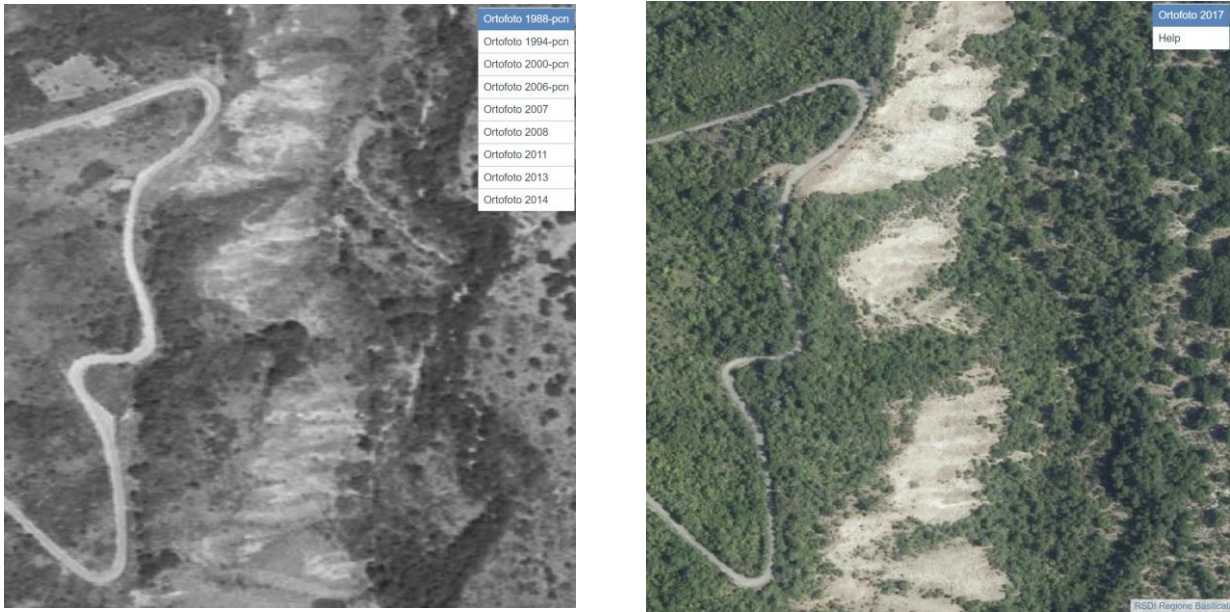 Ortofoto 1988-pcn
Ortofoto 1994-pcn
Ortofoto 2000-pcn
Ortofoto 2006-pcn
Ortofoto 2007
Ortofoto 2008
Ortofoto 2011
Ortofoto 2013
Ortofoto 2014
Ortofoto 2017
Help
RSDI Regione Basilica